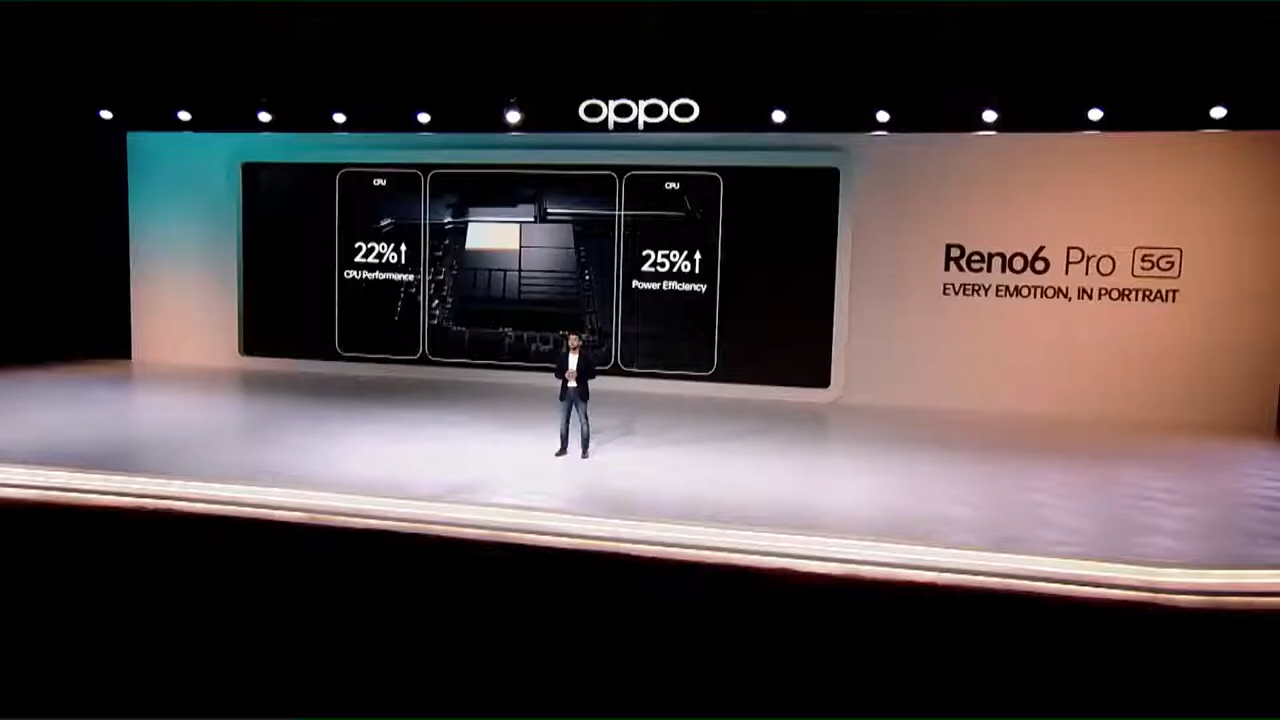 oppo
CPU
22%↑
CPU Performance
CPU
25%↑
Power Efficiency
Reno6 Pro 5G
EVERY EMOTION, IN PORTRAIT